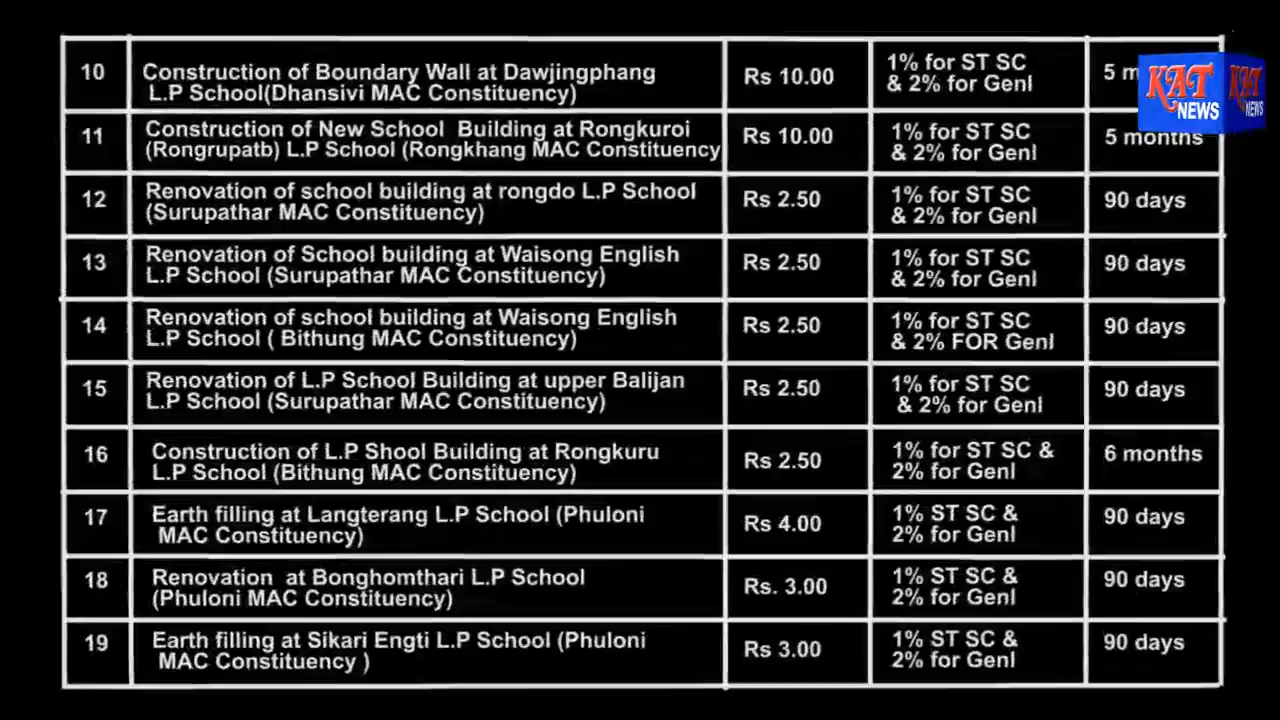 10 Construction of Boundary Wall at Dawjingphang Rs 10.00 1% for ST SC 5
L.P School(Dhansivi MAC Constituency) & 2% for Genl
KAT NEWS KAT NEWS
11 Construction of New School Building at Rongkuroi Rs 10.00 1% for ST SC 5 months
(Rongrupatb) L.P School (Rongkhang MAC Constituency & 2% for Genl
12 Renovation of school building at rongdo L.P School Rs 2.50 1% for ST SC 90 days
(Surupathar MAC Constituency) & 2% for Genl
13 Renovation of School building at Waisong English Rs 2.50 1% for ST SC 90 days
L.P School (Surupathar MAC Constituency) & 2% for Genl
14 Renovation of school building at Waisong English Rs 2.50 1% for ST SC 90 days
L.P School ( Bithung MAC Constituency) & 2% FOR Genl
15 Renovation of L.P School Building at upper Balijan Rs 2.50 1% for ST SC 90 days
L.P School (Surupathar MAC Constituency) & 2% for Genl
16 Construction of L.P Shool Building at Rongkuru Rs 2.50 1% for ST SC & 6 months
L.P School (Bithung MAC Constituency) 2% for Genl
17 Earth filling at Langterang L.P School (Phuloni Rs 4.00 1% ST SC & 90 days
MAC Constituency) 2% for Genl
18 Renovation at Bonghomthari L.P School Rs. 3.00 1% ST SC & 90 days
(Phuloni MAC Constituency) 2% for Genl
19 Earth filling at Sikari Engti L.P School (Phuloni Rs 3.00 1% ST SC & 90 days
MAC Constituency ) 2% for Genl